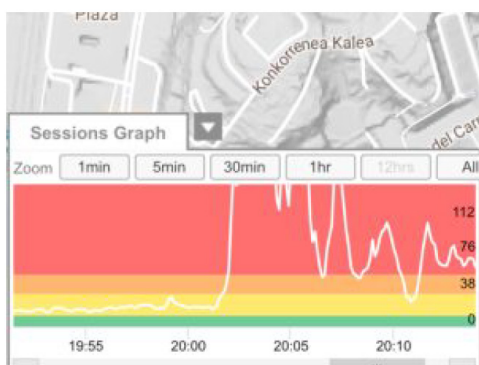 Plaza
Konkorrenea Kalea
del Car
Sessions Graph
Zoom 1min 5min 30min 1hr 12hrs All
112
76
38
0
19:55 20:00 20:05 20:10